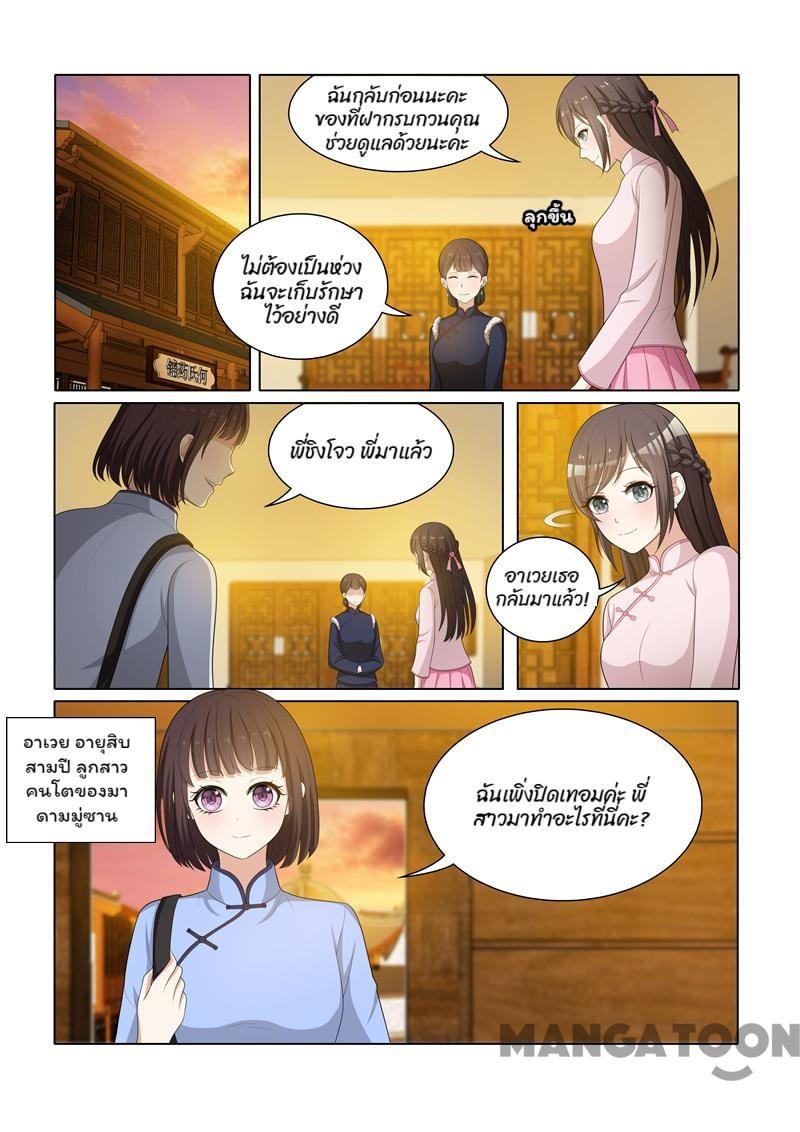 ฉันกลับก่อนนะคะ
ของที่ฝากรบกวนคุณ
ช่วยดูแลด้วยนะคะ
ลุกขึ้น
ไม่ต้องเป็นห่วง
ฉันจะเก็บรักษา
ไว้อย่างดี
锦药氏何
พี่ชิงโจว พี่มาแล้ว
อาเวยเธอ
กลับมาแล้ว!
อาเวย อายุสิบ
สามปี ลูกสาว
คนโตของมา
ดามมู่ซาน
ฉันเพิ่งปิดเทอมค่ะ พี่
สาวมาทำอะไรที่นี่คะ?
MANGATOON